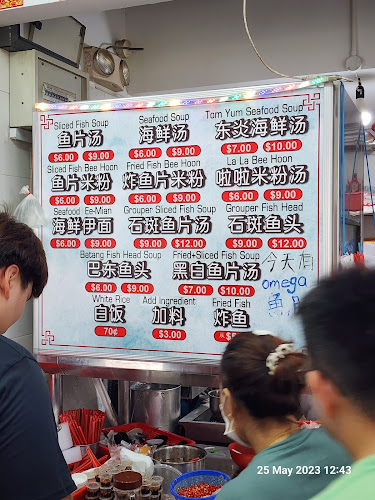 Sliced Fish Soup
鱼片汤
$6.00 $9.00
Seafood Soup
海鲜汤
$6.00 $9.00
Tom Yum Seafood Soup
东炎海鲜汤
$7.00 $10.00
Sliced Fish Bee Hoon
鱼片米粉
$6.00 $9.00
Fried Fish Bee Hoon
炸鱼片米粉
$6.00 $9.00
La La Bee Hoon
啦啦米粉汤
$6.00 $9.00
Seafood Ee-Mian
海鲜伊面
$6.00 $9.00
Grouper Sliced Fish Soup
石斑鱼片汤
$9.00 $12.00
Grouper Fish Head
石斑鱼头
$9.00 $12.00
Batang Fish Head Soup
巴东鱼头
$6.00 $9.00
Fried+Sliced Fish Soup
$7.00 $10.00
今天有
omega
鱼
White Rice
白饭
70¢
Add Ingredient
加料
$3.00
Fried Fish
炸鱼
25 May 2023 12:43